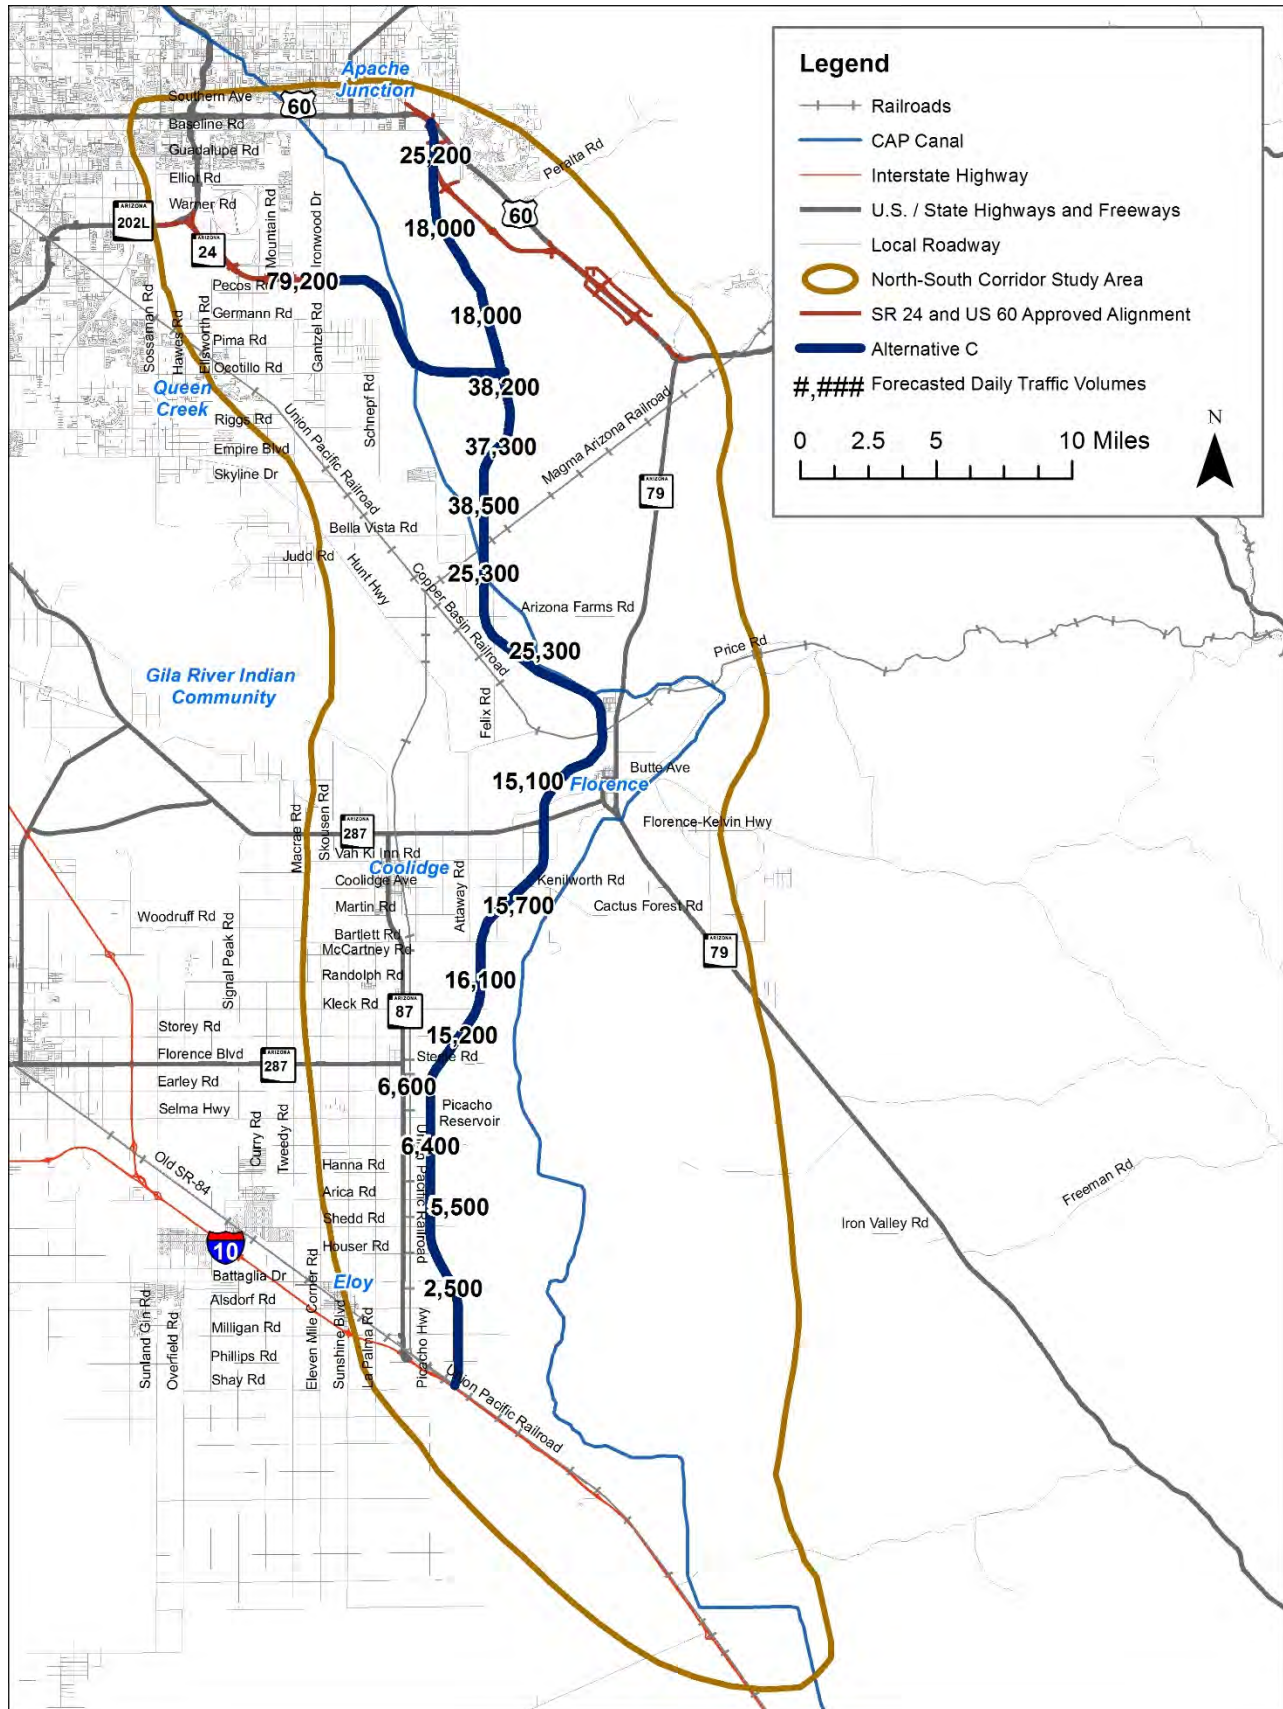 Legend
Railroads
CAP Canal
Interstate Highway
U.S. / State Highways and Freeways
Local Roadway
North-South Corridor Study Area
SR 24 and US 60 Approved Alignment
Alternative C
#,### Forecasted Daily Traffic Volumes
N
0 2.5 5 10 Miles
Apache
Junction
Southern Ave
60
Baseline Rd
Guadalupe Rd
25,200
Peralta Rd
Elliot Rd
Warner Rd
ARIZONA
202L
ARIZONA
24
Mountain Rd
Ironwood Dr
18,000
60
79,200
Pecos R
Germann Rd
Gantzel Rd
18,000
Sossaman Rd
Hawes Rd
Ellsworth Rd
Pima Rd
Ocotillo Rd
38,200
Queen
Creek
Schnepf Rd
Riggs Rd
Union Pacific Railroad
Empire Blvd
37,300
Magma Arizona Railroad
Skyline Dr
ARIZONA
79
38,500
Bella Vista Rd
Judd Rd
Hunt Hwy
25,300
Copper Basin Railroad
Arizona Farms Rd
25,300
Price Rd
Gila River Indian
Community
Felix Rd
15,100
Butte Ave
Florence
Florence-Kelvin Hwy
Macrae Rd
Skousen Rd
ARIZONA
287
Vah Ki Inn Rd
Coolidge
Coolidge Ave
Attaway Rd
Kenilworth Rd
Martin Rd
15,700
Cactus Forest Rd
Woodruff Rd
Signal Peak Rd
Bartlett Rd
McCartney Rd
ARIZONA
79
Randolph Rd
16,100
Kleck Rd
ARIZONA
87
Storey Rd
15,200
Florence Blvd
ARIZONA
287
Earley Rd
6,600
Selma Hwy
Picacho
Reservoir
Curry Rd
Tweedy Rd
6,400
Old SR-84
Hanna Rd
Arica Rd
Freeman Rd
Shedd Rd
5,500
Iron Valley Rd
Houser Rd
10
Battaglia Dr
Eloy
2,500
Alsdorf Rd
Milligan Rd
Phillips Rd
Shay Rd
Sunland Gin Rd
Overfield Rd
Eleven Mile Corner Rd
Sunshine Blvd
La Palma Rd
Picacho Hwy
Union Pacific Railroad